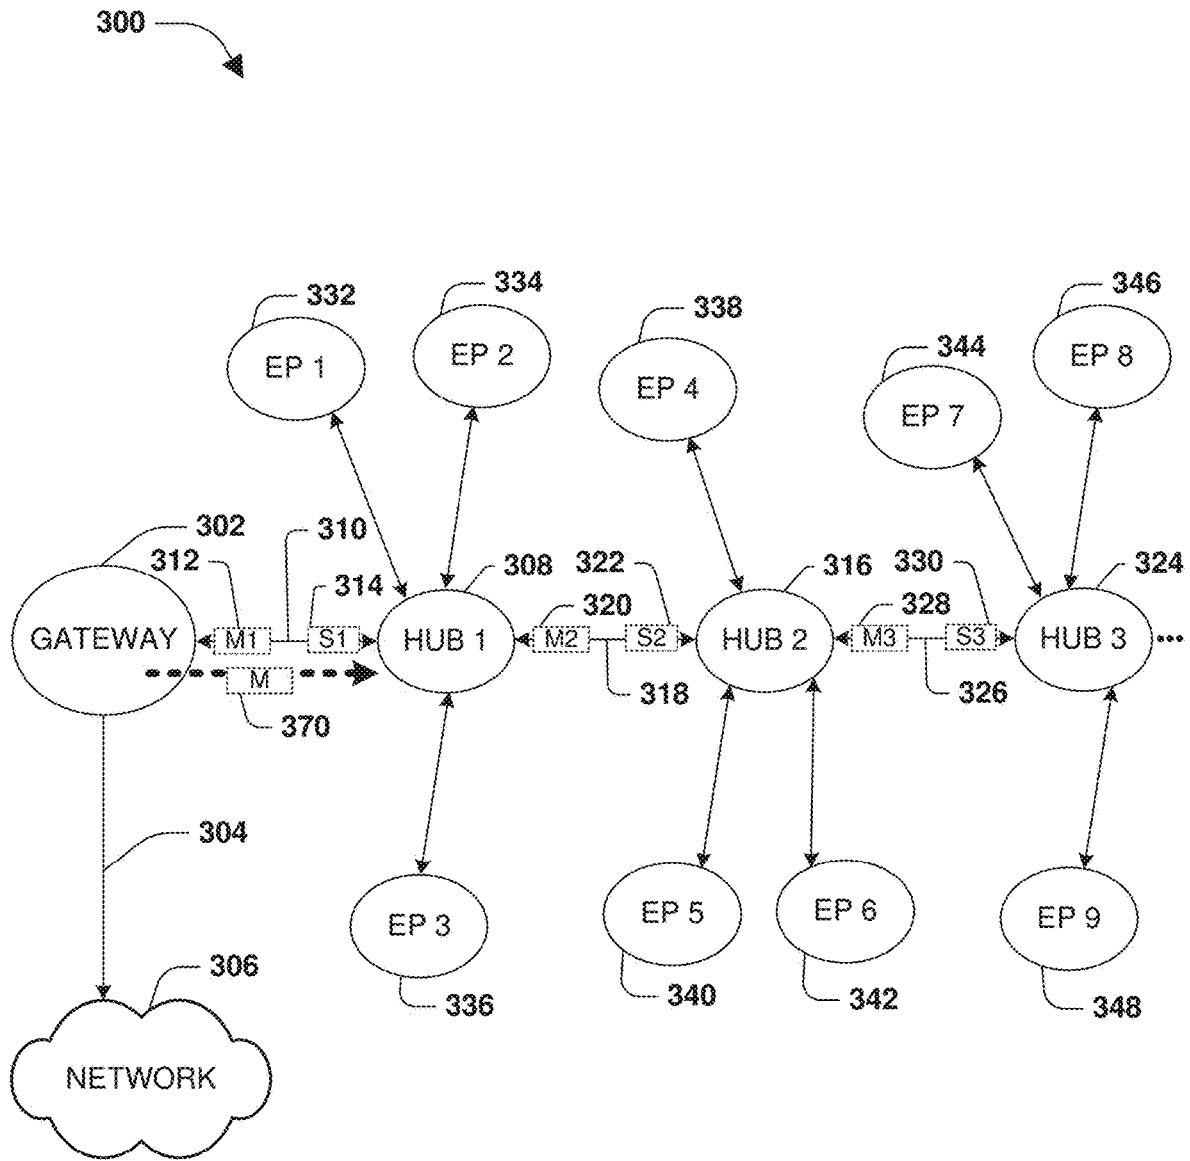 300
332
334
338
346
344
EP 1
EP 2
EP 4
EP 7
EP 8
302
310
312
314
308
322
316
330
324
320
328
GATEWAY
M1
S1
HUB 1
M2
S2
HUB 2
M3
S3
HUB 3
M
370
318
326
304
EP 3
EP 5
EP 6
EP 9
306
336
340
342
348
NETWORK